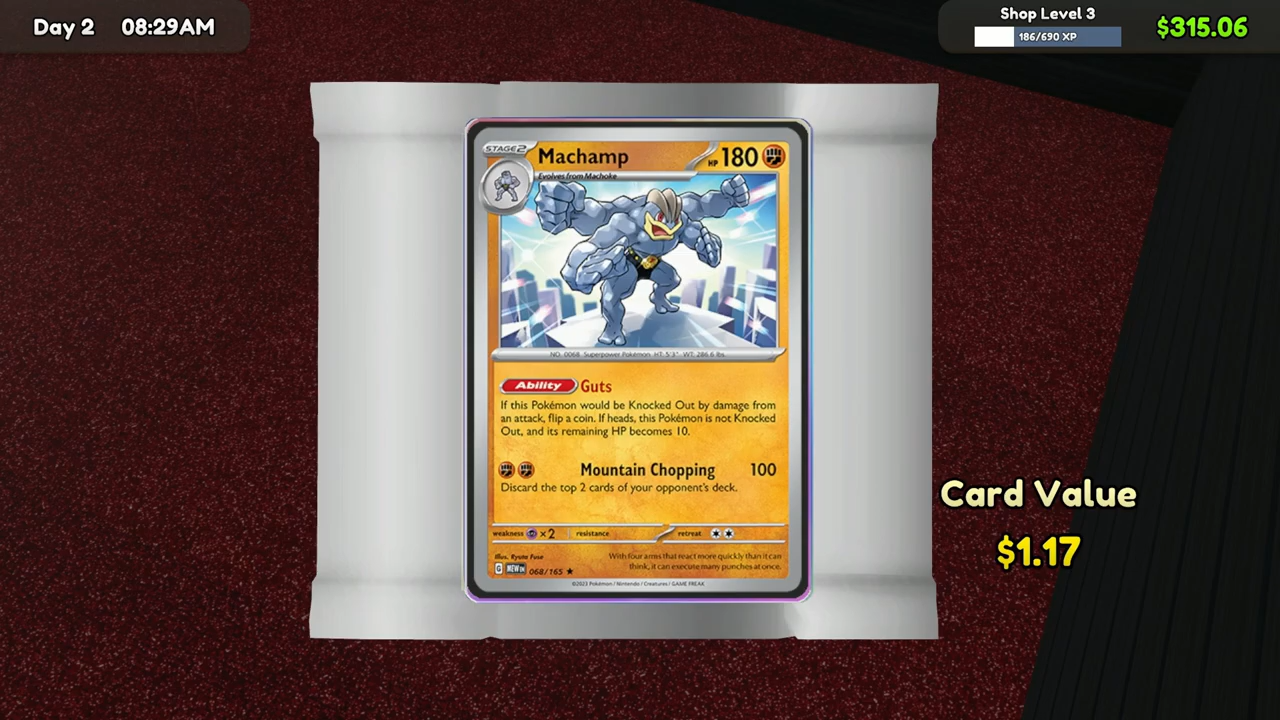 Day 2 08:29AM
Shop Level 3
186/690 XP
$315.06
STAGE 2
Machamp
HP 180
Evolves from Machoke
NO. 0068 Superpower Pokémon HT: 5'3" WT: 286.6 lbs.
Ability Guts
If this Pokémon would be Knocked Out by damage from
an attack, flip a coin. If heads, this Pokémon is not Knocked
Out, and its remaining HP becomes 10.
Mountain Chopping 100
Discard the top 2 cards of your opponent's deck.
weakness ×2 resistance retreat
Illus. Ryota Fuse
With four arms that react more quickly than it can
think, it can execute many punches at once.
G MEW EN 068/165 ★
©2023 Pokémon / Nintendo / Creatures / GAME FREAK
Card Value
$1.17